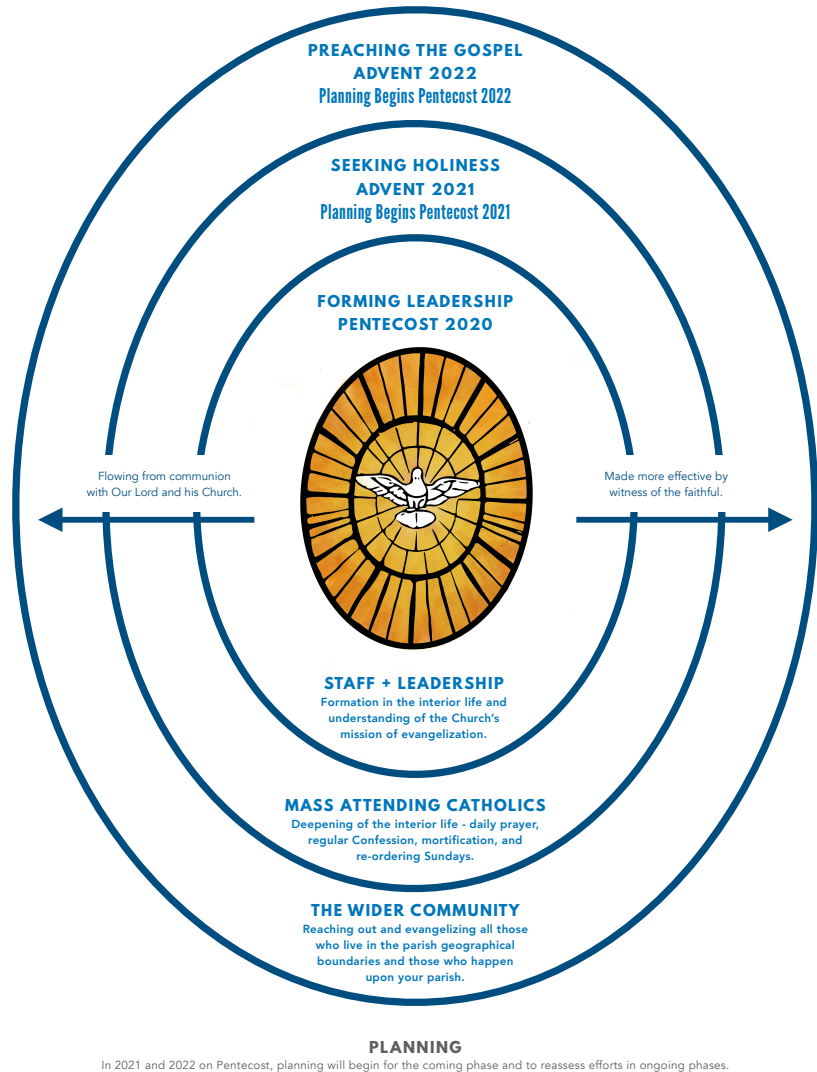 PREACHING THE GOSPEL
ADVENT 2022
Planning Begins Pentecost 2022
SEEKING HOLINESS
ADVENT 2021
Planning Begins Pentecost 2021
FORMING LEADERSHIP
PENTECOST 2020
Flowing from communion
with Our Lord and his Church.
Made more effective by
witness of the faithful.
STAFF + LEADERSHIP
Formation in the interior life and
understanding of the Church's
mission of evangelization.
MASS ATTENDING CATHOLICS
Deepening of the interior life - daily prayer,
regular Confession, mortification, and
re-ordering Sundays.
THE WIDER COMMUNITY
Reaching out and evangelizing all those
who live in the parish geographical
boundaries and those who happen
upon your parish.
PLANNING
In 2021 and 2022 on Pentecost, planning will begin for the coming phase and to reassess efforts in ongoing phases.